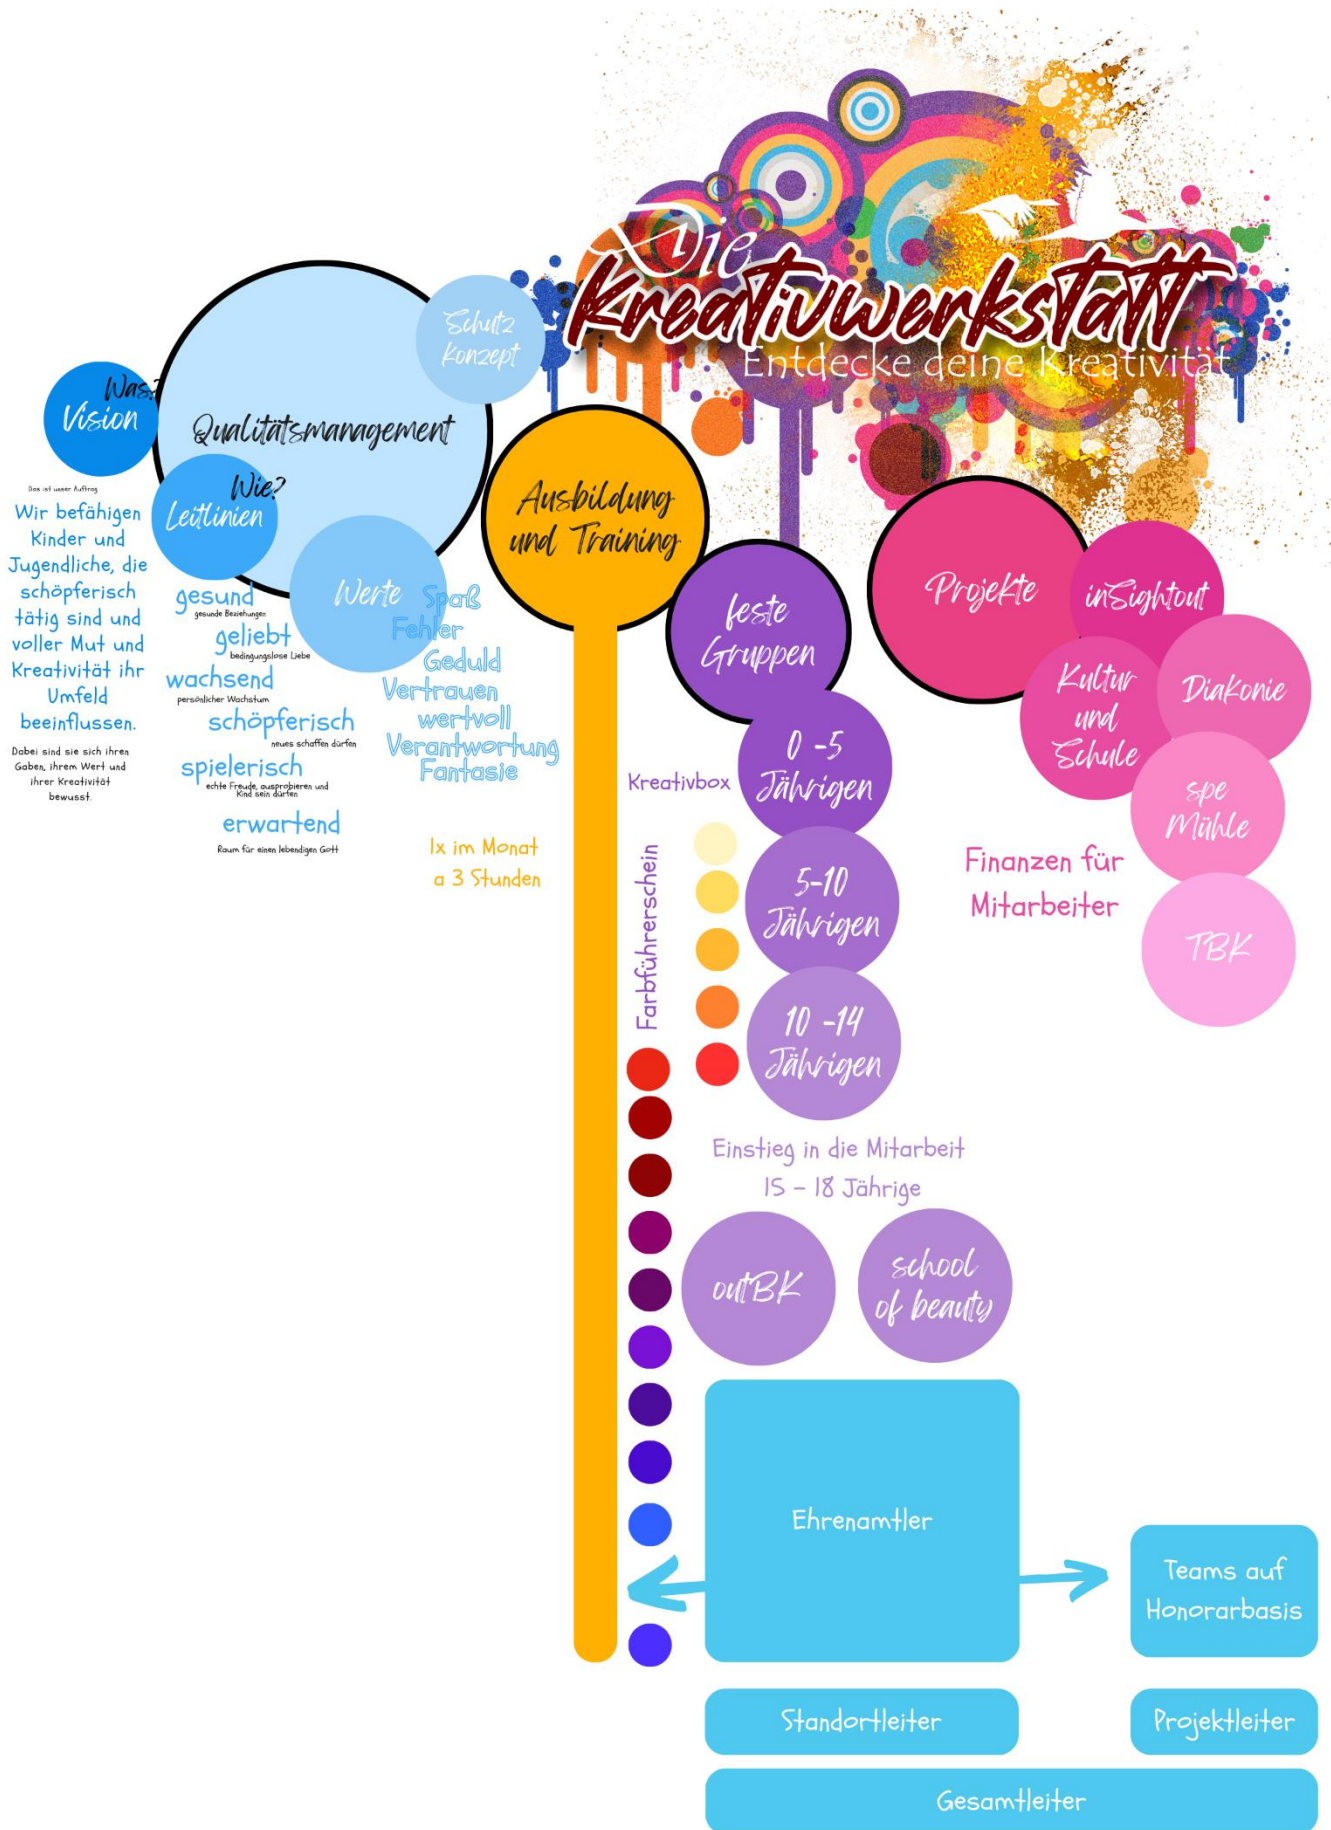 Die
Kreativwerkstatt
Entdecke deine Kreativität
Was?
Vision
Das ist unser Auftrag
Wir befähigen
Kinder und
Jugendliche, die
schöpferisch
tätig sind und
voller Mut und
Kreativität ihr
Umfeld
beeinflussen.
Dabei sind sie sich ihren
Gaben, ihrem Wert und
ihrer Kreativität
bewusst.
Qualitätsmanagement
Schutz
Konzept
Wie?
Leitlinien
gesund
gesunde Beziehungen
geliebt
bedingungslose Liebe
wachsend
persönlicher Wachstum
schöpferisch
neues schaffen dürfen
spielerisch
echte Freude, ausprobieren und
Kind sein dürfen
erwartend
Raum für einen lebendigen Gott
Werte
Spaß
Fehler
Geduld
Vertrauen
wertvoll
Verantwortung
Fantasie
Ausbildung
und Training
1x im Monat
a 3 Stunden
feste
Gruppen
0 -5
Jährigen
Kreativbox
Farbführerschein
5-10
Jährigen
10 -14
Jährigen
Einstieg in die Mitarbeit
15 - 18 Jährige
outBK
school
of beauty
Projekte
inSightout
Kultur
und
Schule
Diakonie
spe
Mühle
TBK
Finanzen für
Mitarbeiter
Ehrenamtler
Teams auf
Honorarbasis
Standortleiter
Projektleiter
Gesamtleiter